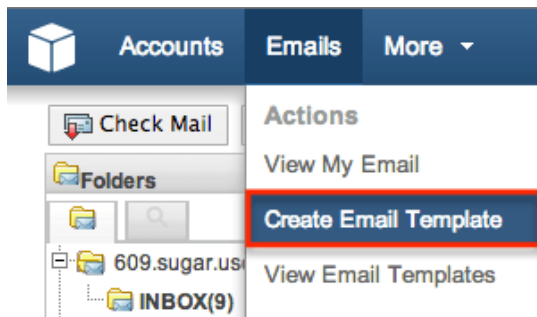 Accounts Emails More
Check Mail
Actions
View My Email
Folders
Create Email Template
609.sugar.us
View Email Templates
INBOX(9)